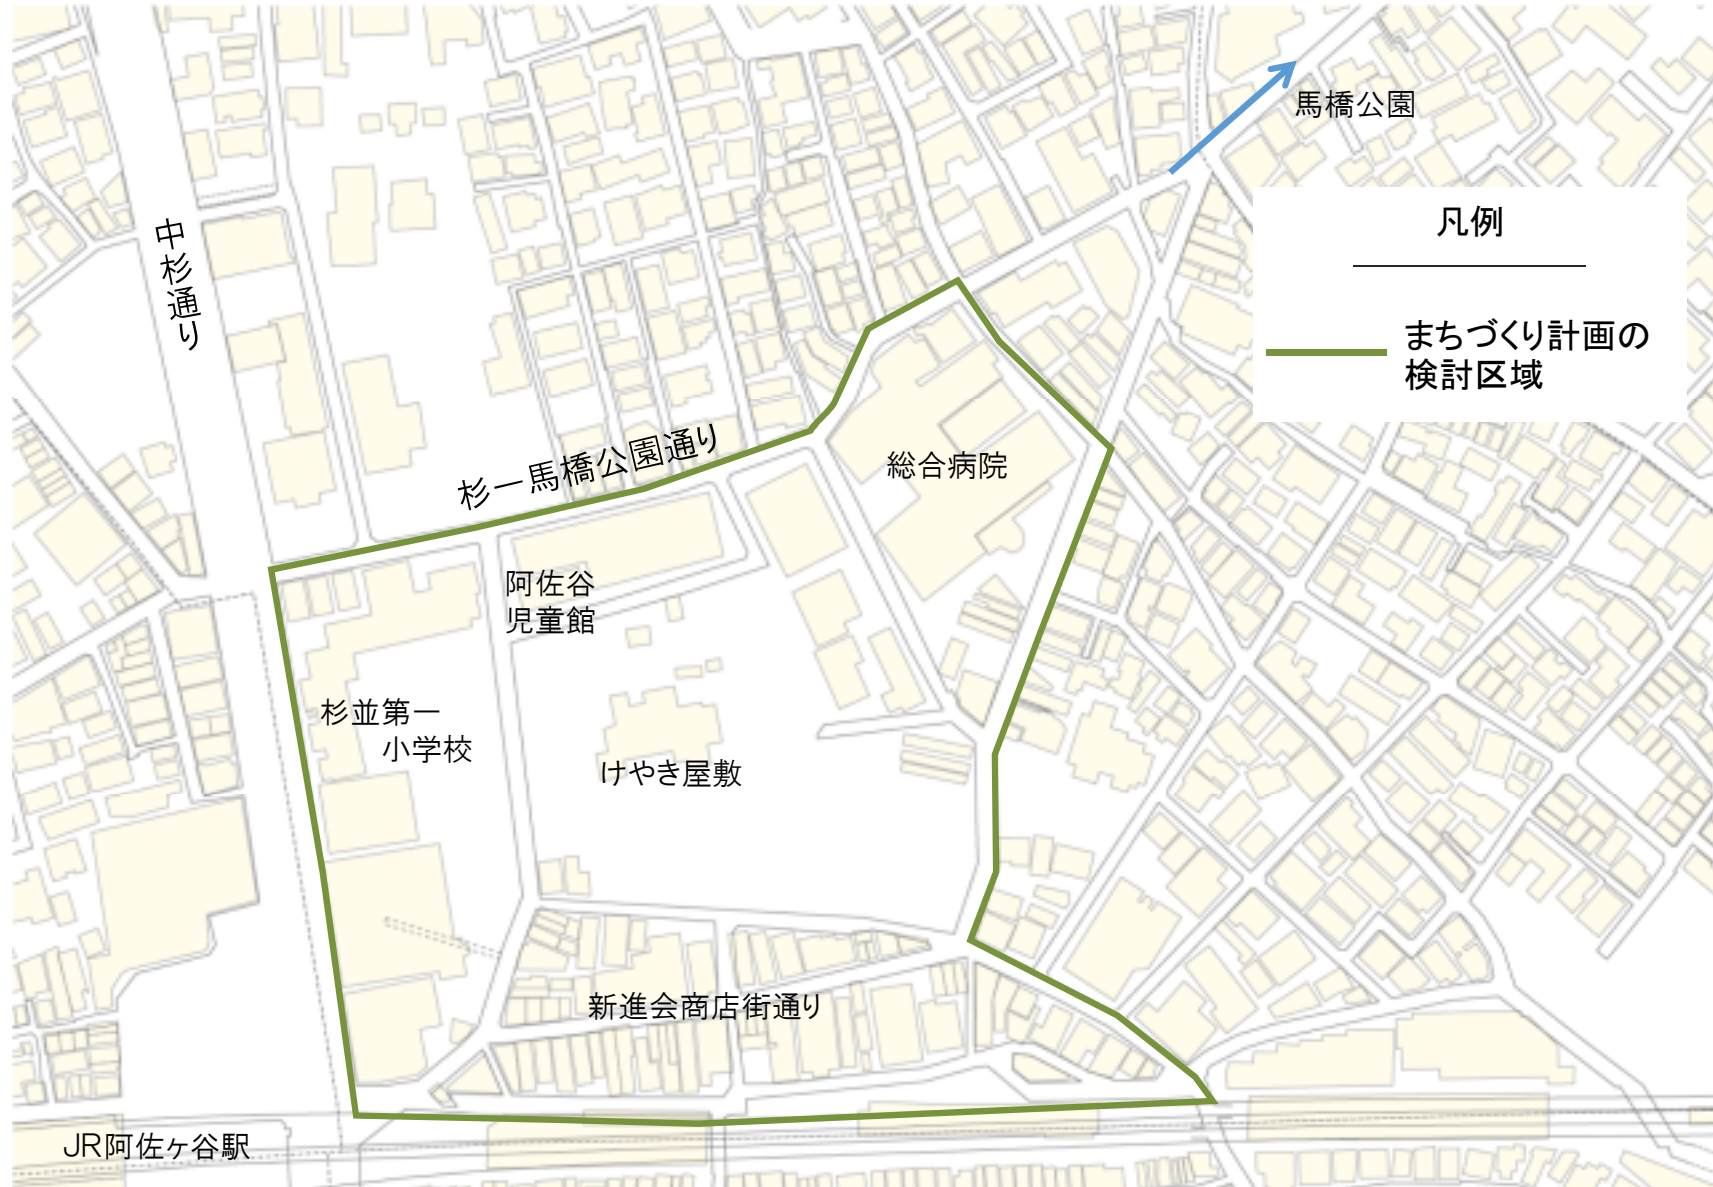 馬橋公園
凡例
まちづくり計画の
検討区域
中杉通り
杉一馬橋公園通り
総合病院
阿佐谷
児童館
杉並第一
小学校
けやき屋敷
新進会商店街通り
JR阿佐ヶ谷駅